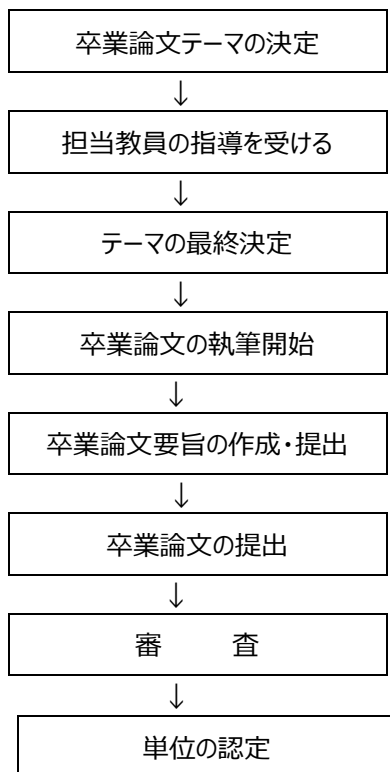 卒業論文テーマの決定
↓
担当教員の指導を受ける
↓
テーマの最終決定
↓
卒業論文の執筆開始
↓
卒業論文要旨の作成・提出
↓
卒業論文の提出
↓
審　　査
↓
単位の認定